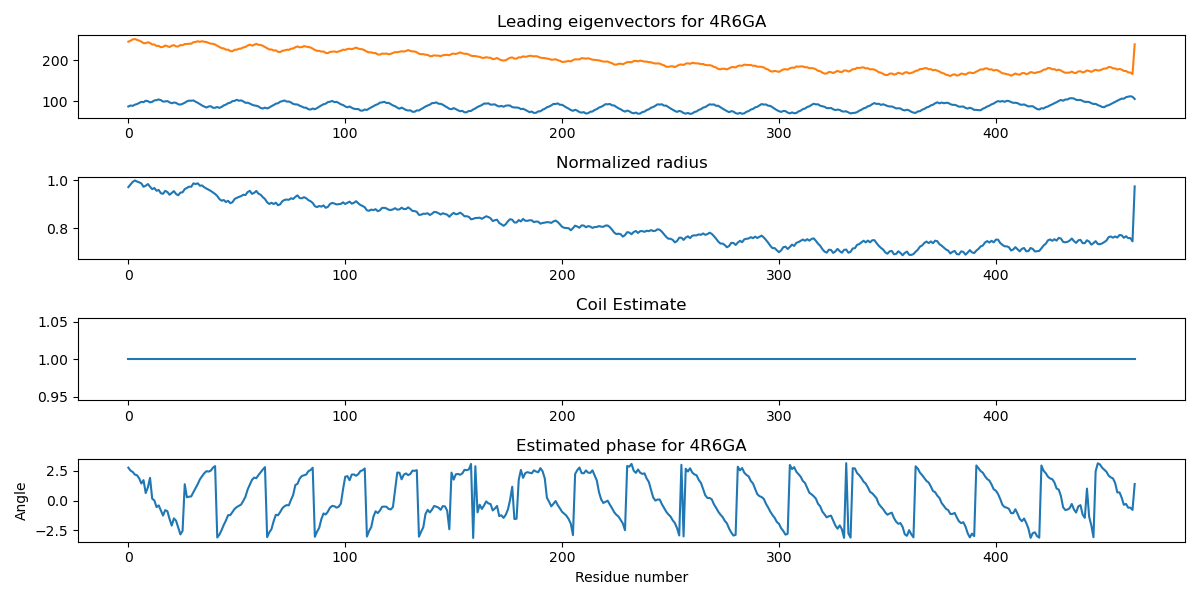 Leading eigenvectors for 4R6GA
200
100
0 100 200 300 400
Normalized radius
1.0
0.8
0 100 200 300 400
Coil Estimate
1.05
1.00
0.95
0 100 200 300 400
Estimated phase for 4R6GA
Angle
2.5
0.0
−2.5
0 100 200 300 400
Residue number